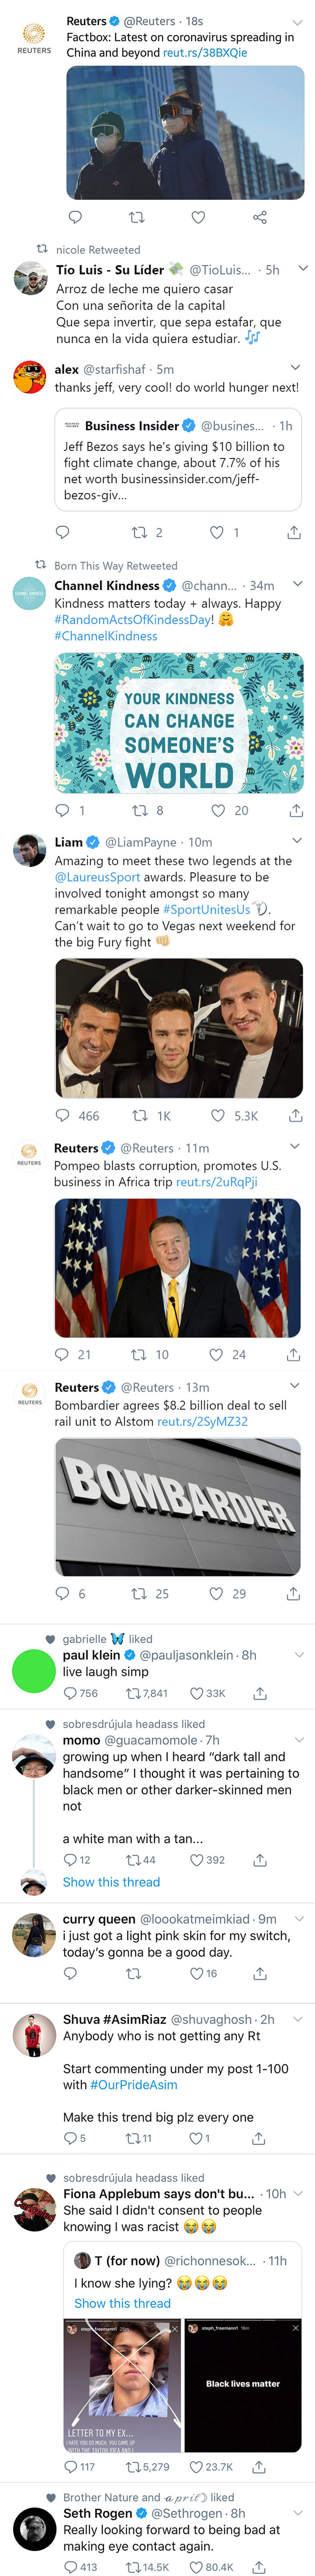 Reuters @Reuters · 18s
Factbox: Latest on coronavirus spreading in
China and beyond reut.rs/38BXQie
REUTERS
nicole Retweeted
Tío Luis - Su Líder 💸 @TioLuis... · 5h
Arroz de leche me quiero casar
Con una señorita de la capital
Que sepa invertir, que sepa estafar, que
nunca en la vida quiera estudiar. 🎶
alex @starfishaf · 5m
thanks jeff, very cool! do world hunger next!
Business Insider @busines... · 1h
Jeff Bezos says he's giving $10 billion to
fight climate change, about 7.7% of his
net worth businessinsider.com/jeff-
bezos-giv...
2 1
Born This Way Retweeted
Channel Kindness @chann... · 34m
Kindness matters today + always. Happy
#RandomActsOfKindessDay! 🤗
#ChannelKindness
YOUR KINDNESS
CAN CHANGE
SOMEONE'S
WORLD
1 8 20
Liam @LiamPayne · 10m
Amazing to meet these two legends at the
@LaureusSport awards. Pleasure to be
involved tonight amongst so many
remarkable people #SportUnitesUs.
Can't wait to go to Vegas next weekend for
the big Fury fight 👊🏼
466 1K 5.3K
Reuters @Reuters · 11m
REUTERS
Pompeo blasts corruption, promotes U.S.
business in Africa trip reut.rs/2uRqPji
21 10 24
Reuters @Reuters · 13m
REUTERS
Bombardier agrees $8.2 billion deal to sell
rail unit to Alstom reut.rs/2SyMZ32
BOMBARDIER
6 25 29
gabrielle 🦋 liked
paul klein @pauljasonklein · 8h
live laugh simp
756 7,841 33K
sobresdrújula headass liked
momo @guacamomole · 7h
growing up when I heard "dark tall and
handsome" I thought it was pertaining to
black men or other darker-skinned men
not
a white man with a tan...
12 44 392
Show this thread
curry queen @loookatmeimkiad · 9m
i just got a light pink skin for my switch,
today's gonna be a good day.
16
Shuva #AsimRiaz @shuvaghosh · 2h
Anybody who is not getting any Rt
Start commenting under my post 1-100
with #OurPrideAsim
Make this trend big plz every one
5 11 1
sobresdrújula headass liked
Fiona Applebum says don't bu... · 10h
She said I didn't consent to people
knowing I was racist 😭😭
T (for now) @richonnesok... · 11h
I know she lying? 😭😭😭
Show this thread
staph_freemann1
staph_freemann1 16m
Black lives matter
LETTER TO MY EX...
117 5,279 23.7K
Brother Nature and 𝓪𝓹𝓻𝓲𝓵☽ liked
Seth Rogen @Sethrogen · 8h
Really looking forward to being bad at
making eye contact again.
413 14.5K 80.4K